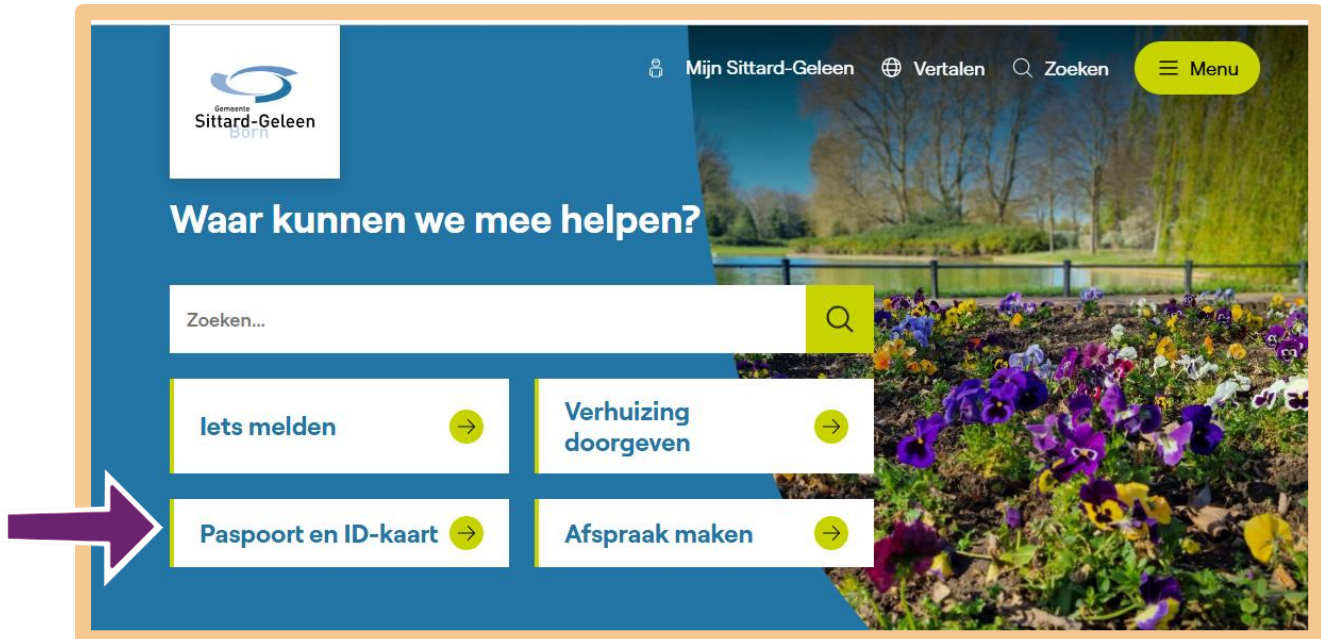 Mijn Sittard-Geleen
Vertalen
Zoeken
Menu
Gemeente
Sittard-Geleen
Born
Waar kunnen we mee helpen?
Zoeken...
Iets melden
Verhuizing
doorgeven
Paspoort en ID-kaart
Afspraak maken